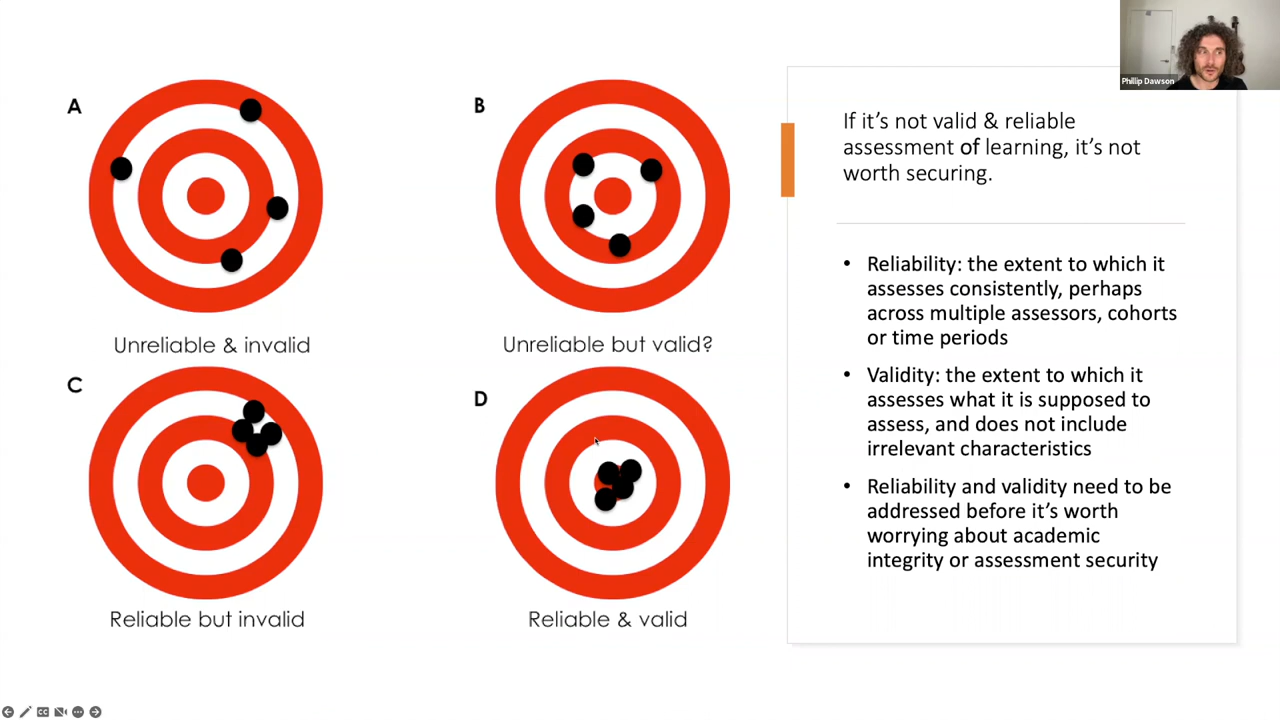 Phillip Dawson
A
B
Unreliable & invalid
Unreliable but valid?
C
D
Reliable but invalid
Reliable & valid
If it's not valid & reliable
assessment of learning, it's not
worth securing.
• Reliability: the extent to which it
assesses consistently, perhaps
across multiple assessors, cohorts
or time periods
• Validity: the extent to which it
assesses what it is supposed to
assess, and does not include
irrelevant characteristics
• Reliability and validity need to be
addressed before it's worth
worrying about academic
integrity or assessment security
CC